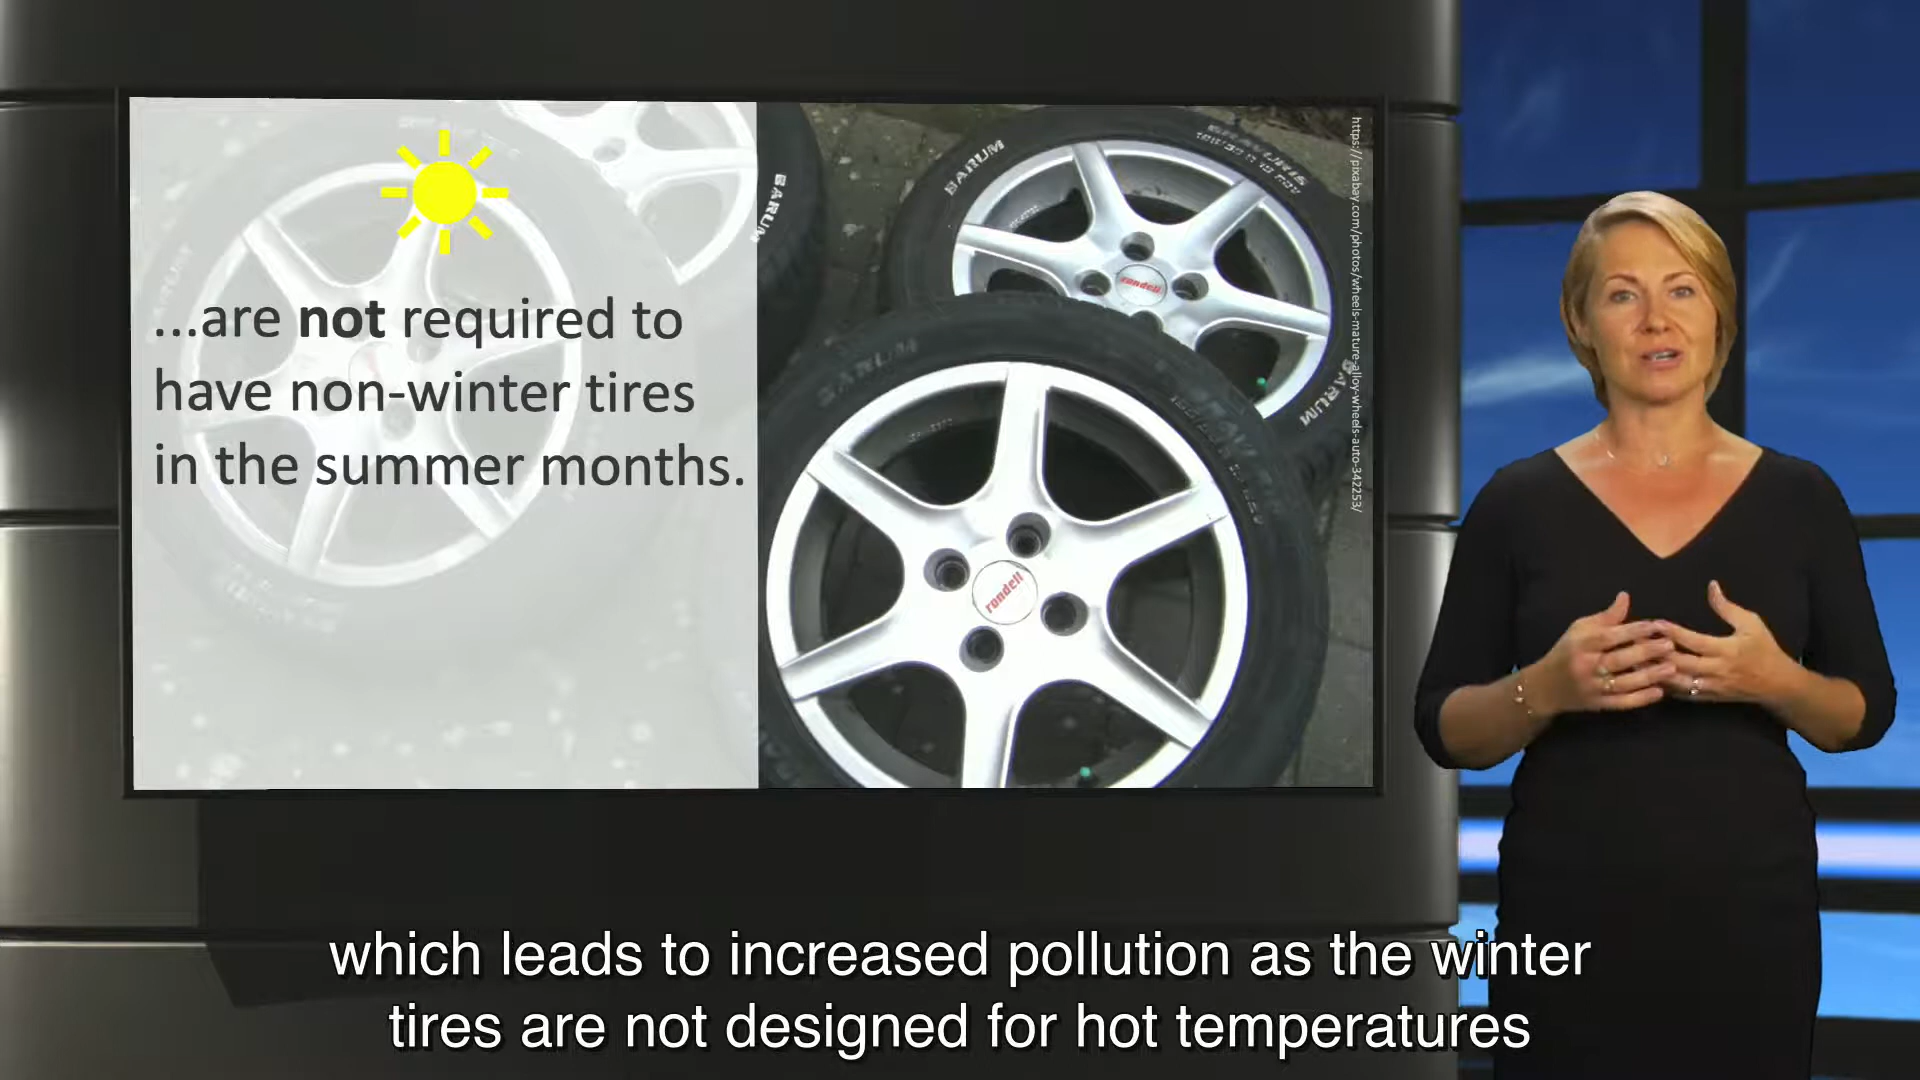 ...are not required to
have non-winter tires
in the summer months.
BARUM
BARUM
rondell
BARUM
BARUM
rondell
https://pixabay.com/photos/wheels-mature-alloy-wheels-auto-342253/
which leads to increased pollution as the winter
tires are not designed for hot temperatures